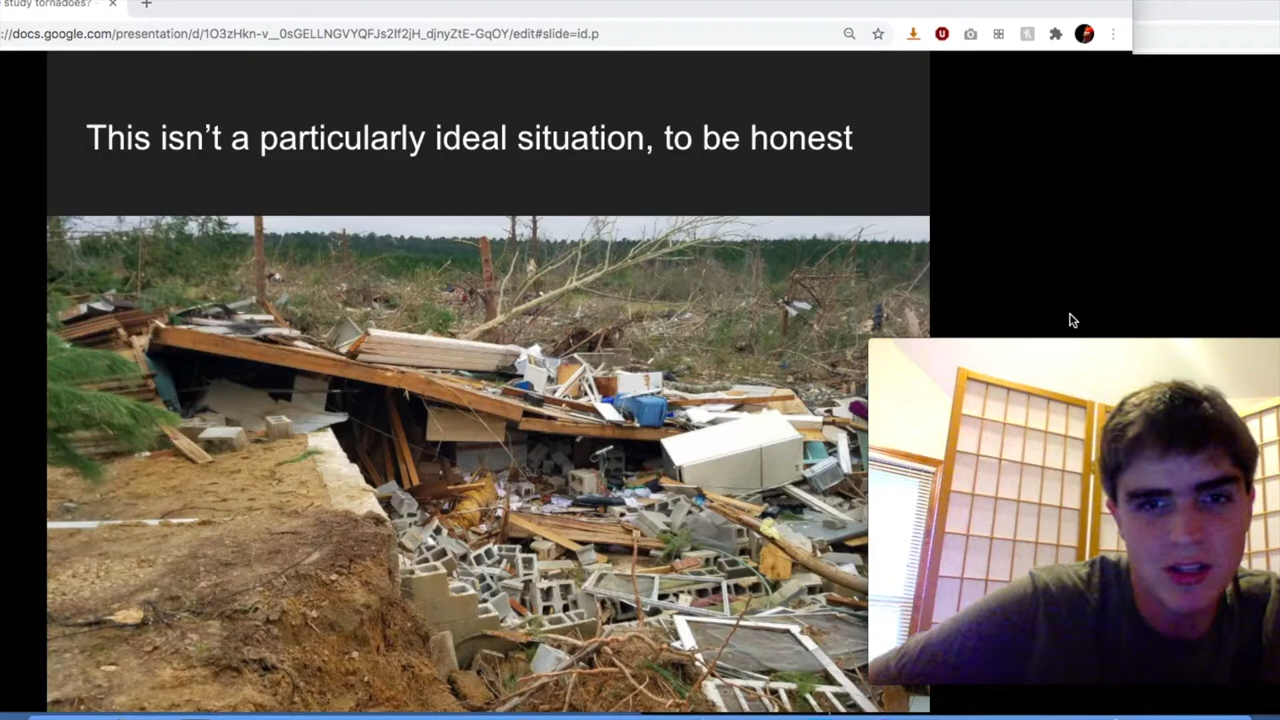 study tornadoes? -
://docs.google.com/presentation/d/1O3zHkn-v__0sGELLNGVYQFJs2If2jH_djnyZtE-GqOY/edit#slide=id.p
This isn’t a particularly ideal situation, to be honest